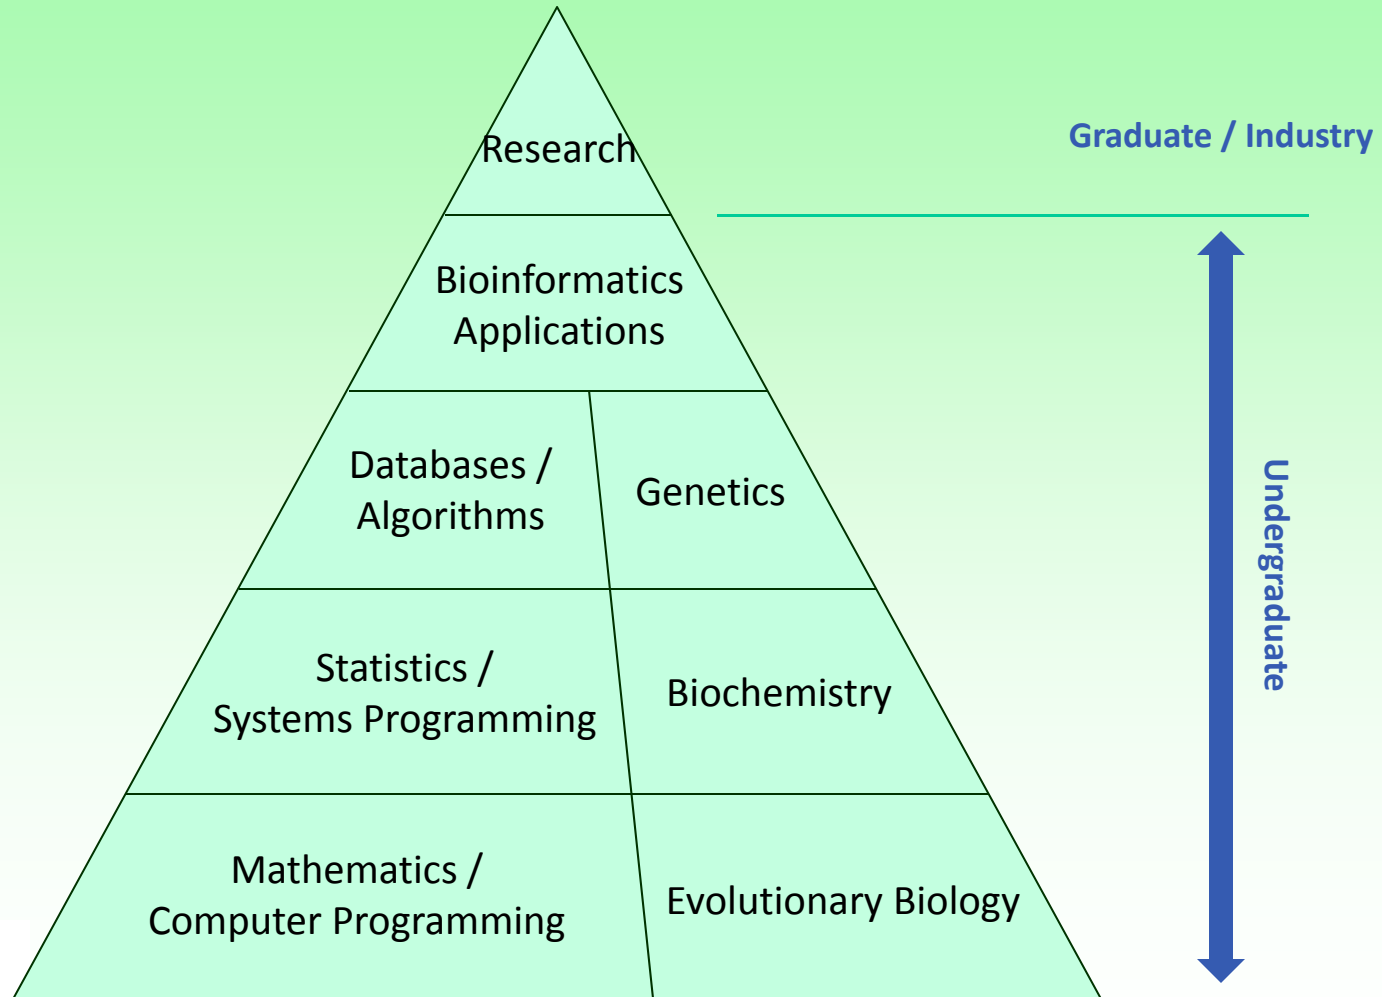 Research
Graduate / Industry
Bioinformatics
Applications
Databases /
Algorithms
Genetics
Undergraduate
Statistics /
Systems Programming
Biochemistry
Mathematics /
Computer Programming
Evolutionary Biology